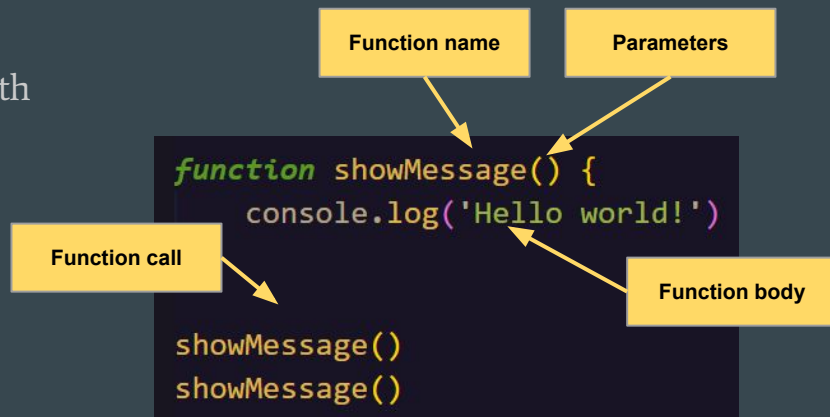 Function name
Parameters
th
function showMessage() {
console.log('Hello world!')
Function call
Function body
showMessage()
showMessage()